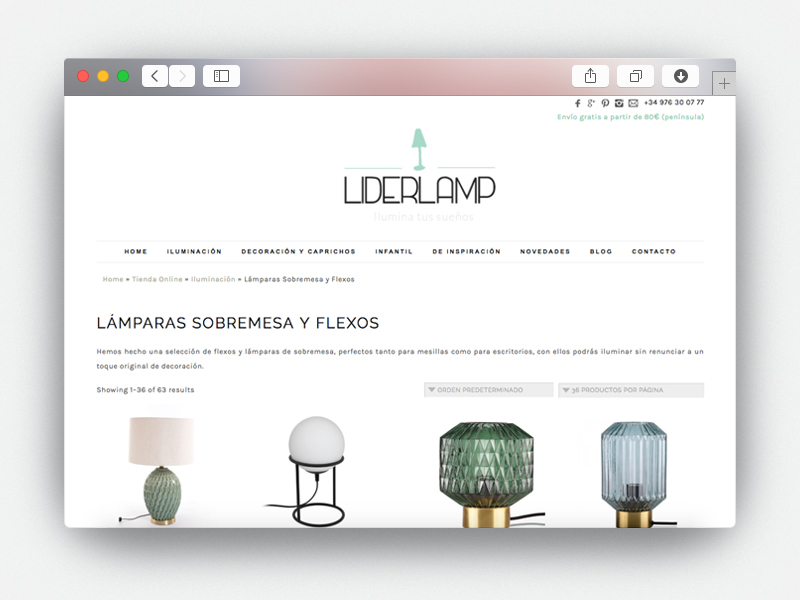 +34 976 30 07 77
Envío gratis a partir de 80€ (península)
LIDERLAMP
Ilumina tus sueños
HOME ILUMINACIÓN DECORACIÓN Y CAPRICHOS INFANTIL DE INSPIRACIÓN NOVEDADES BLOG CONTACTO
Home » Tienda Online » Iluminación » Lámparas Sobremesa y Flexos
LÁMPARAS SOBREMESA Y FLEXOS
Hemos hecho una selección de flexos y lámparas de sobremesa, perfectos tanto para mesillas como para escritorios, con ellos podrás iluminar sin renunciar a un
toque original de decoración.
Showing 1–36 of 63 results ORDEN PREDETERMINADO 36 PRODUCTOS POR PÁGINA